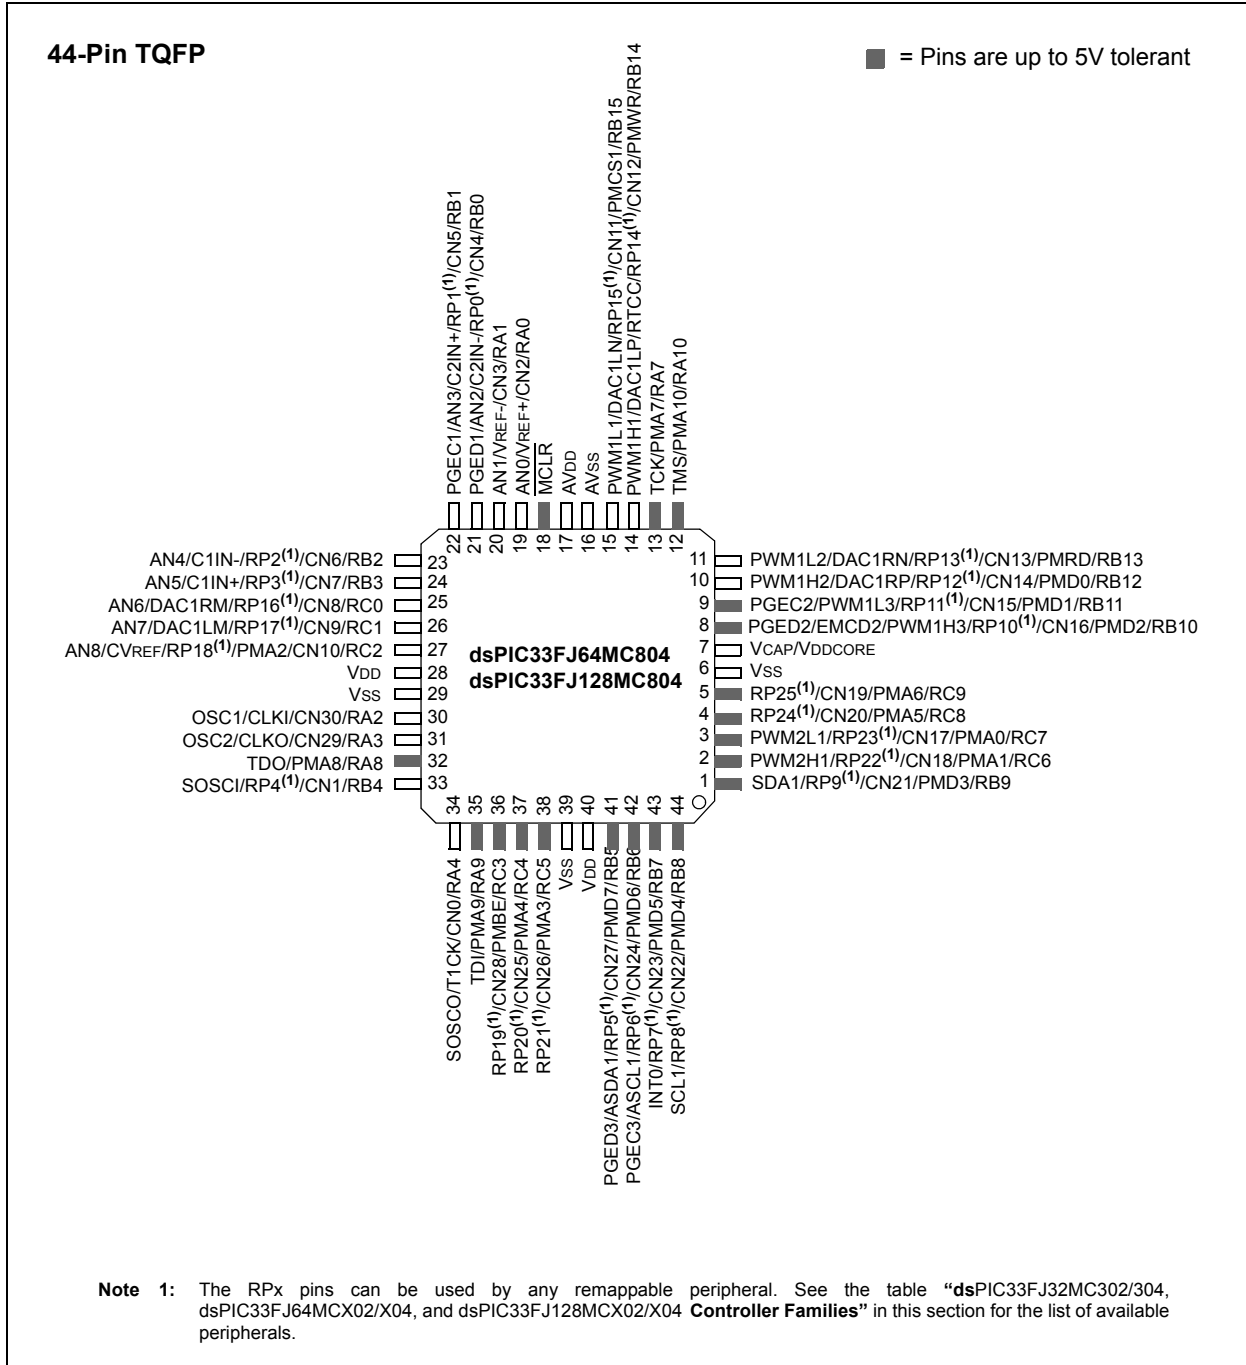 44-Pin TQFP
= Pins are up to 5V tolerant
PGEC1/AN3/C2IN+/RP1(1)/CN5/RB1
PGED1/AN2/C2IN-/RP0(1)/CN4/RB0
AN1/VREF-/CN3/RA1
AN0/VREF+/CN2/RA0
MCLR
AVDD
AVSS
PWM1L1/DAC1LN/RP15(1)/CN11/PMCS1/RB15
PWM1H1/DAC1LP/RTCC/RP14(1)/CN12/PMWR/RB14
TCK/PMA7/RA7
TMS/PMA10/RA10
22 21 20 19 18 17 16 15 14 13 12
AN4/C1IN-/RP2(1)/CN6/RB2 23
AN5/C1IN+/RP3(1)/CN7/RB3 24
AN6/DAC1RM/RP16(1)/CN8/RC0 25
AN7/DAC1LM/RP17(1)/CN9/RC1 26
AN8/CVREF/RP18(1)/PMA2/CN10/RC2 27
VDD 28
VSS 29
OSC1/CLKI/CN30/RA2 30
OSC2/CLKO/CN29/RA3 31
TDO/PMA8/RA8 32
SOSCI/RP4(1)/CN1/RB4 33
dsPIC33FJ64MC804
dsPIC33FJ128MC804
11 PWM1L2/DAC1RN/RP13(1)/CN13/PMRD/RB13
10 PWM1H2/DAC1RP/RP12(1)/CN14/PMD0/RB12
9 PGEC2/PWM1L3/RP11(1)/CN15/PMD1/RB11
8 PGED2/EMCD2/PWM1H3/RP10(1)/CN16/PMD2/RB10
7 VCAP/VDDCORE
6 VSS
5 RP25(1)/CN19/PMA6/RC9
4 RP24(1)/CN20/PMA5/RC8
3 PWM2L1/RP23(1)/CN17/PMA0/RC7
2 PWM2H1/RP22(1)/CN18/PMA1/RC6
1 SDA1/RP9(1)/CN21/PMD3/RB9
34 35 36 37 38 39 40 41 42 43 44
SOSCO/T1CK/CN0/RA4
TDI/PMA9/RA9
RP19(1)/CN28/PMBE/RC3
RP20(1)/CN25/PMA4/RC4
RP21(1)/CN26/PMA3/RC5
VSS
VDD
PGED3/ASDA1/RP5(1)/CN27/PMD7/RB5
PGEC3/ASCL1/RP6(1)/CN24/PMD6/RB6
INT0/RP7(1)/CN23/PMD5/RB7
SCL1/RP8(1)/CN22/PMD4/RB8
Note 1: The RPx pins can be used by any remappable peripheral. See the table “dsPIC33FJ32MC302/304,
dsPIC33FJ64MCX02/X04, and dsPIC33FJ128MCX02/X04 Controller Families” in this section for the list of available
peripherals.